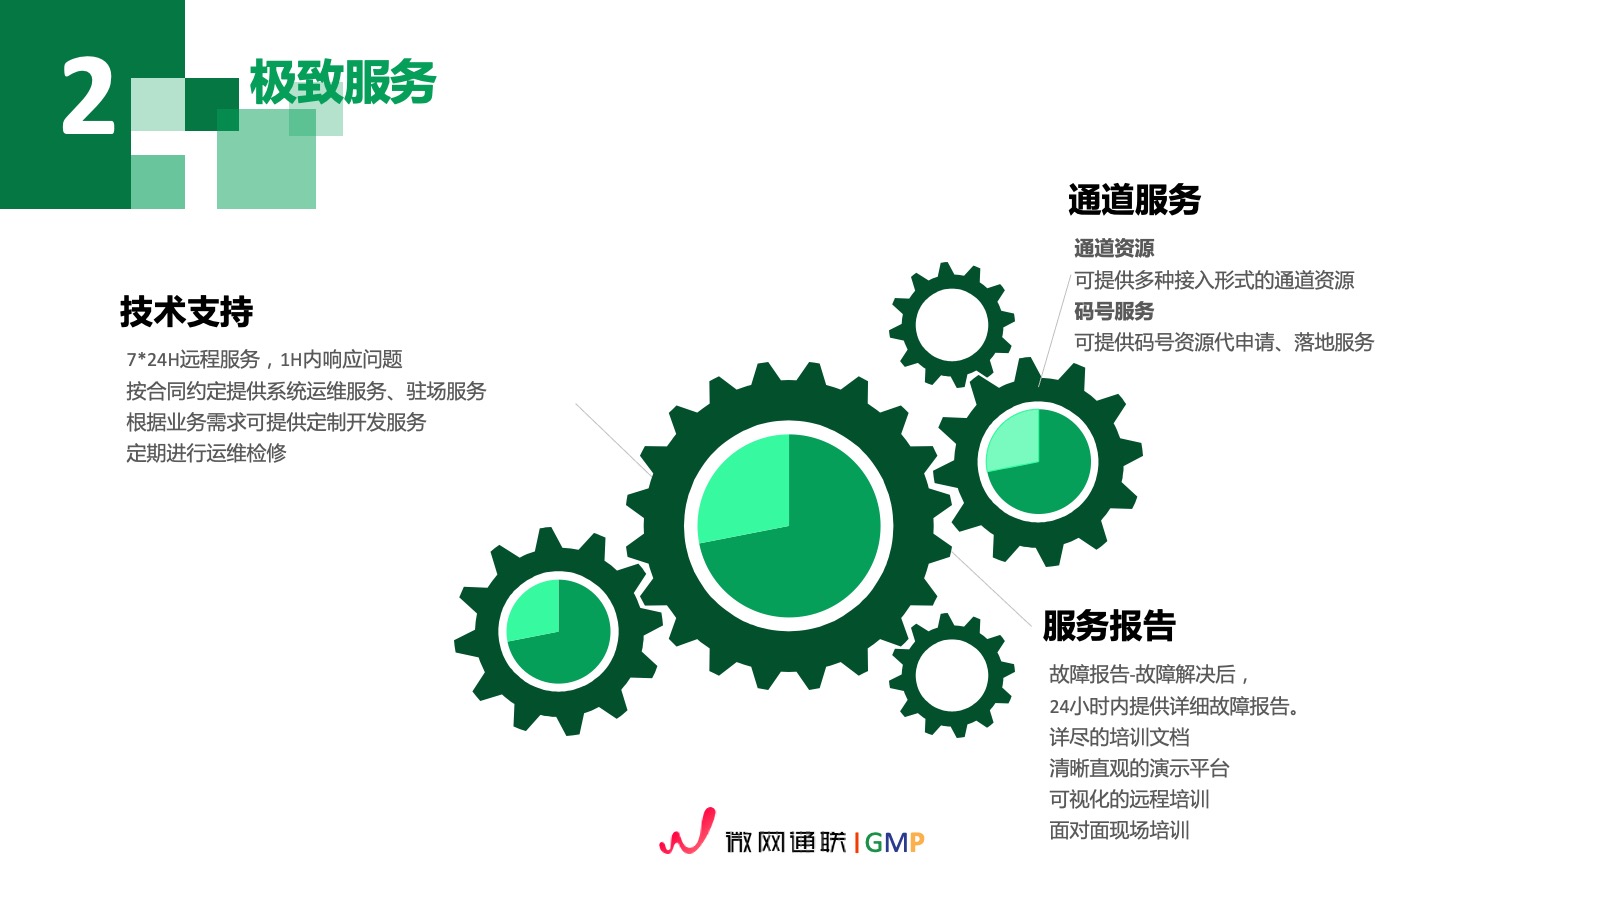 2
极致服务
技术支持
7*24H远程服务，1H内响应问题
按合同约定提供系统运维服务、驻场服务
根据业务需求可提供定制开发服务
定期进行运维检修
通道服务
通道资源
可提供多种接入形式的通道资源
码号服务
可提供码号资源代申请、落地服务
服务报告
故障报告-故障解决后，
24小时内提供详细故障报告。
详尽的培训文档
清晰直观的演示平台
可视化的远程培训
面对面现场培训
微网通联|GMP